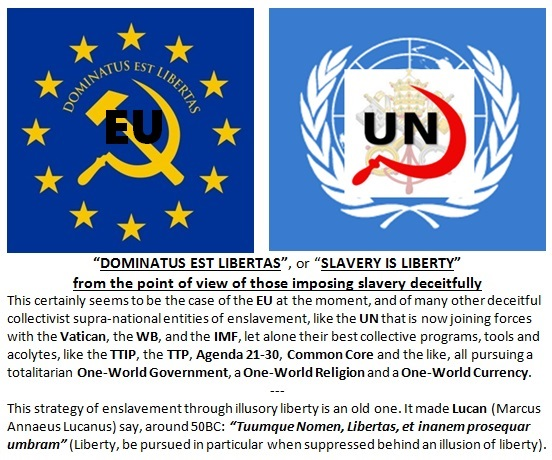 DOMINATUS EST LIBERTAS
EU
UN
“DOMINATUS EST LIBERTAS”, or “SLAVERY IS LIBERTY”
from the point of view of those imposing slavery deceitfully
This certainly seems to be the case of the EU at the moment, and of many other deceitful
collectivist supra-national entities of enslavement, like the UN that is now joining forces
with the Vatican, the WB, and the IMF, let alone their best collective programs, tools and
acolytes, like the TTIP, the TTP, Agenda 21-30, Common Core and the like, all pursuing a
totalitarian One-World Government, a One-World Religion and a One-World Currency.
---
This strategy of enslavement through illusory liberty is an old one. It made Lucan (Marcus
Annaeus Lucanus) say, around 50BC: “Tuumque Nomen, Libertas, et inanem prosequar
umbram” (Liberty, be pursued in particular when suppressed behind an illusion of liberty).